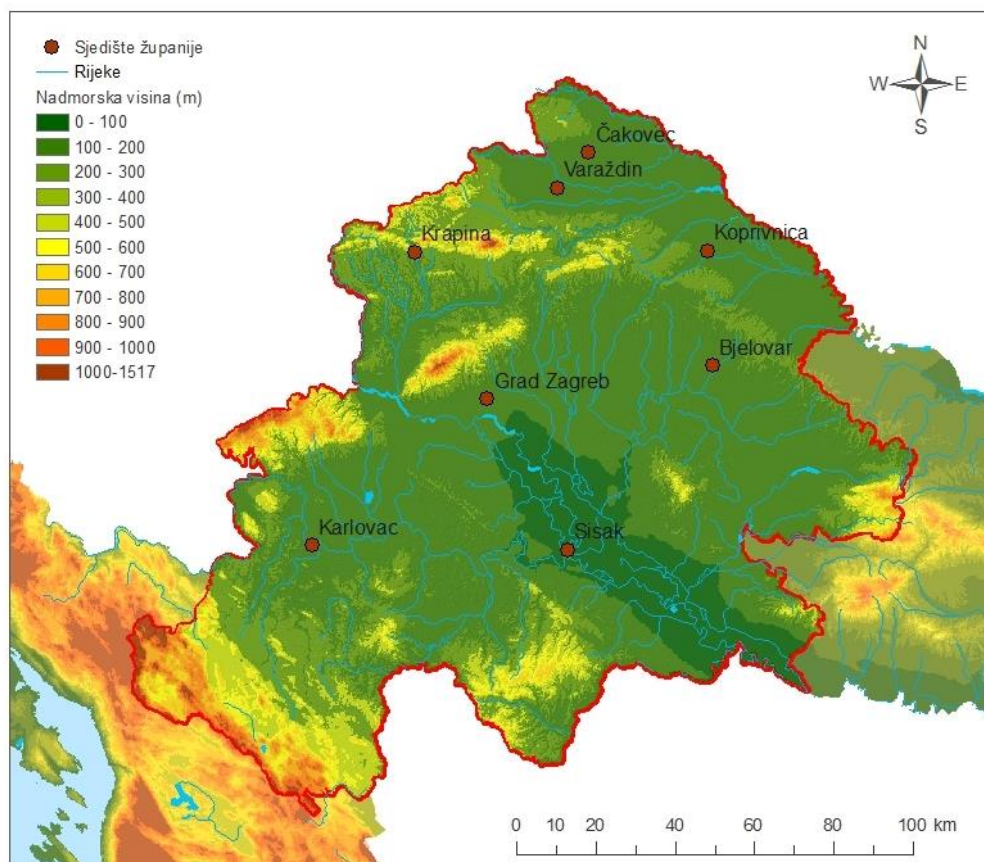 Sjedište županije
Rijeke
Nadmorska visina (m)
0 - 100
100 - 200
200 - 300
300 - 400
400 - 500
500 - 600
600 - 700
700 - 800
800 - 900
900 - 1000
1000-1517
N
W E
S
Čakovec
Varaždin
Krapina
Koprivnica
Bjelovar
Grad Zagreb
Karlovac
Sisak
0 10 20 40 60 80 100 km